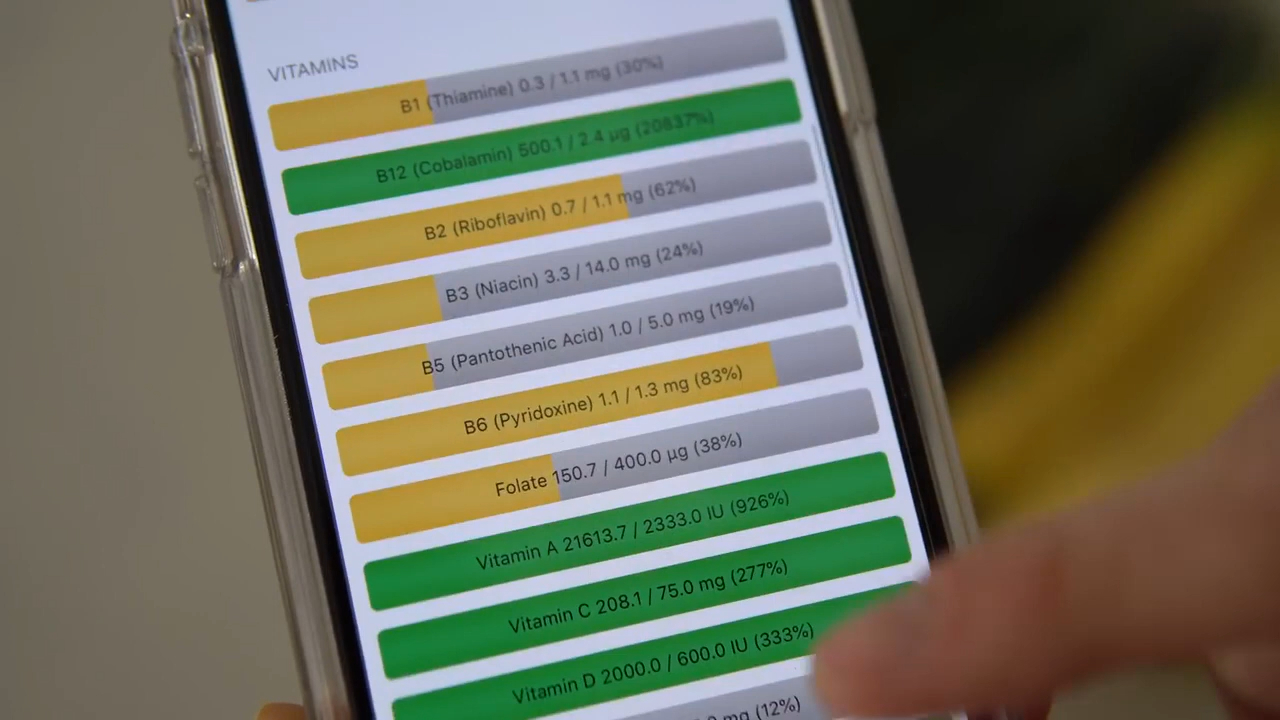 VITAMINS
B1 (Thiamine) 0.3 / 1.1 mg (30%)
B12 (Cobalamin) 500.1 / 2.4 µg (20837%)
B2 (Riboflavin) 0.7 / 1.1 mg (62%)
B3 (Niacin) 3.3 / 14.0 mg (24%)
B5 (Pantothenic Acid) 1.0 / 5.0 mg (19%)
B6 (Pyridoxine) 1.1 / 1.3 mg (83%)
Folate 150.7 / 400.0 µg (38%)
Vitamin A 21613.7 / 2333.0 IU (926%)
Vitamin C 208.1 / 75.0 mg (277%)
Vitamin D 2000.0 / 600.0 IU (333%)
mg (12%)